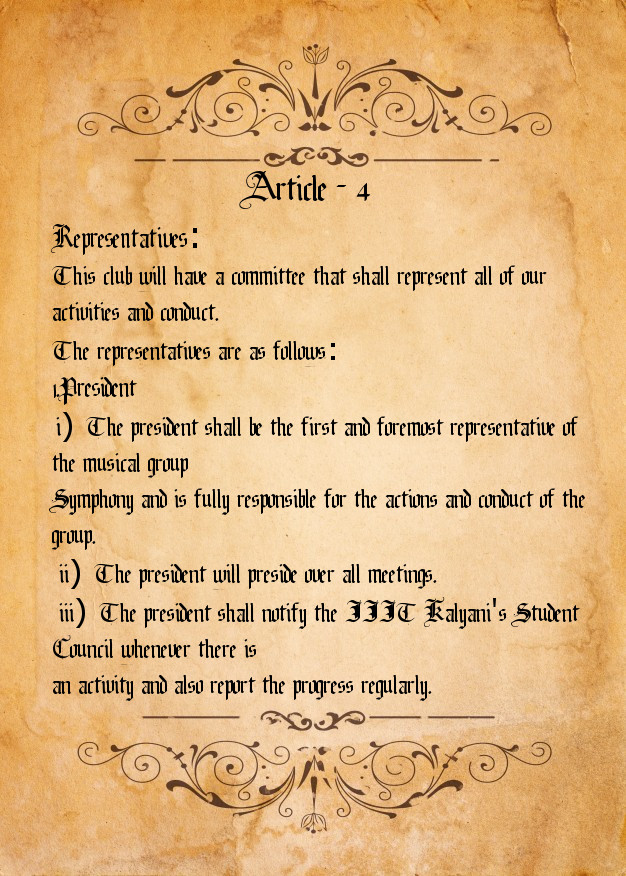 Article - 4
Representatives:
This club will have a committee that shall represent all of our
activities and conduct.
The representatives are as follows:
1.President
i) The president shall be the first and foremost representative of
the musical group
Symphony and is fully responsible for the actions and conduct of the
group.
ii) The president will preside over all meetings.
iii) The president shall notify the IIIT Kalyani's Student
Council whenever there is
an activity and also report the progress regularly.